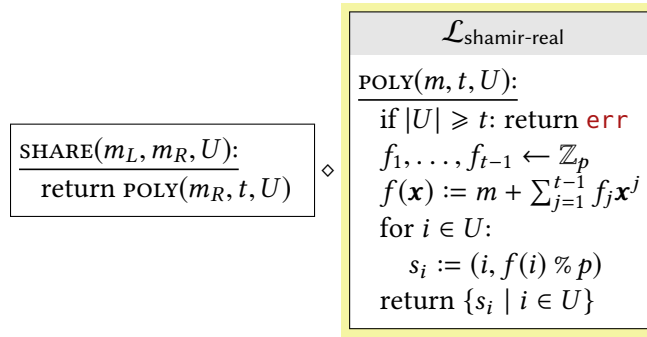 SHARE(m_L, m_R, U):
return POLY(m_R, t, U)
⋄
𝓛_shamir-real
POLY(m, t, U):
if |U| ⩾ t: return err
f_1, . . . , f_{t−1} ← ℤ_p
f(x) := m + ∑_{j=1}^{t−1} f_j x^j
for i ∈ U:
s_i := (i, f(i) % p)
return {s_i | i ∈ U}